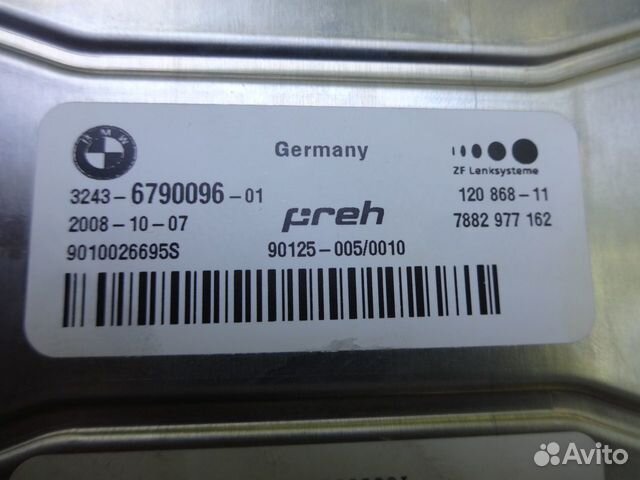 BMW
Germany
ZF Lenksysteme
3243-6790096-01
preh
120 868-11
2008-10-07
7882 977 162
9010026695S
90125-005/0010
Avito